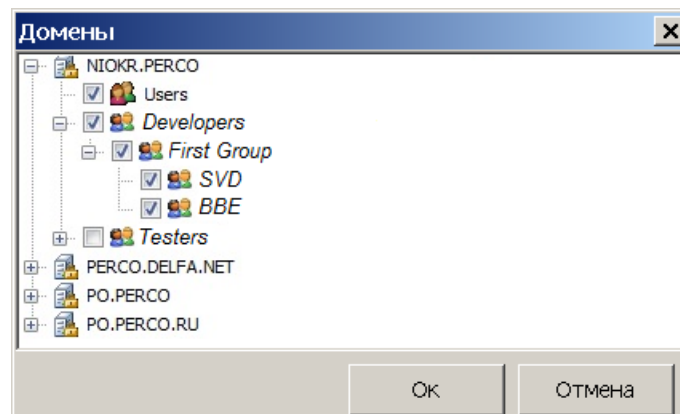 Домены
NIOKR.PERCO
Users
Developers
First Group
SVD
BBE
Testers
PERCO.DELFA.NET
PO.PERCO
PO.PERCO.RU
Ок Отмена